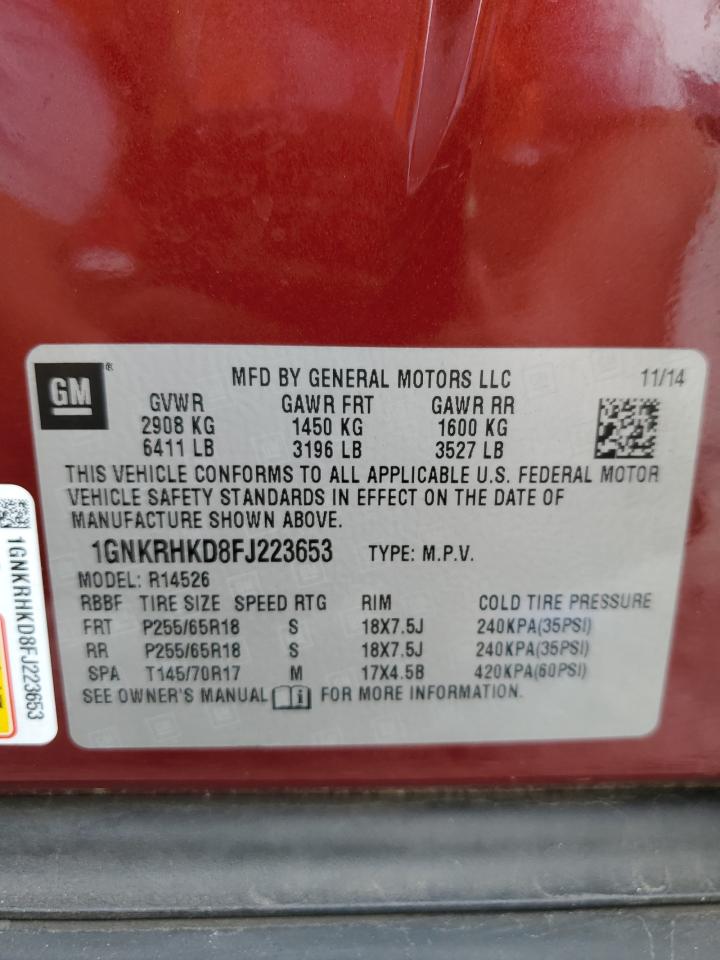 GM®
MFD BY GENERAL MOTORS LLC 11/14
GVWR GAWR FRT GAWR RR
2908 KG 1450 KG 1600 KG
6411 LB 3196 LB 3527 LB
THIS VEHICLE CONFORMS TO ALL APPLICABLE U.S. FEDERAL MOTOR
VEHICLE SAFETY STANDARDS IN EFFECT ON THE DATE OF
MANUFACTURE SHOWN ABOVE.
1GNKRHKD8FJ223653 TYPE: M.P.V.
MODEL: R14526
RBBF TIRE SIZE SPEED RTG RIM COLD TIRE PRESSURE
FRT P255/65R18 S 18X7.5J 240KPA(35PSI)
RR P255/65R18 S 18X7.5J 240KPA(35PSI)
SPA T145/70R17 M 17X4.5B 420KPA(60PSI)
SEE OWNER'S MANUAL i FOR MORE INFORMATION.
1GNKRHKD8FJ223653